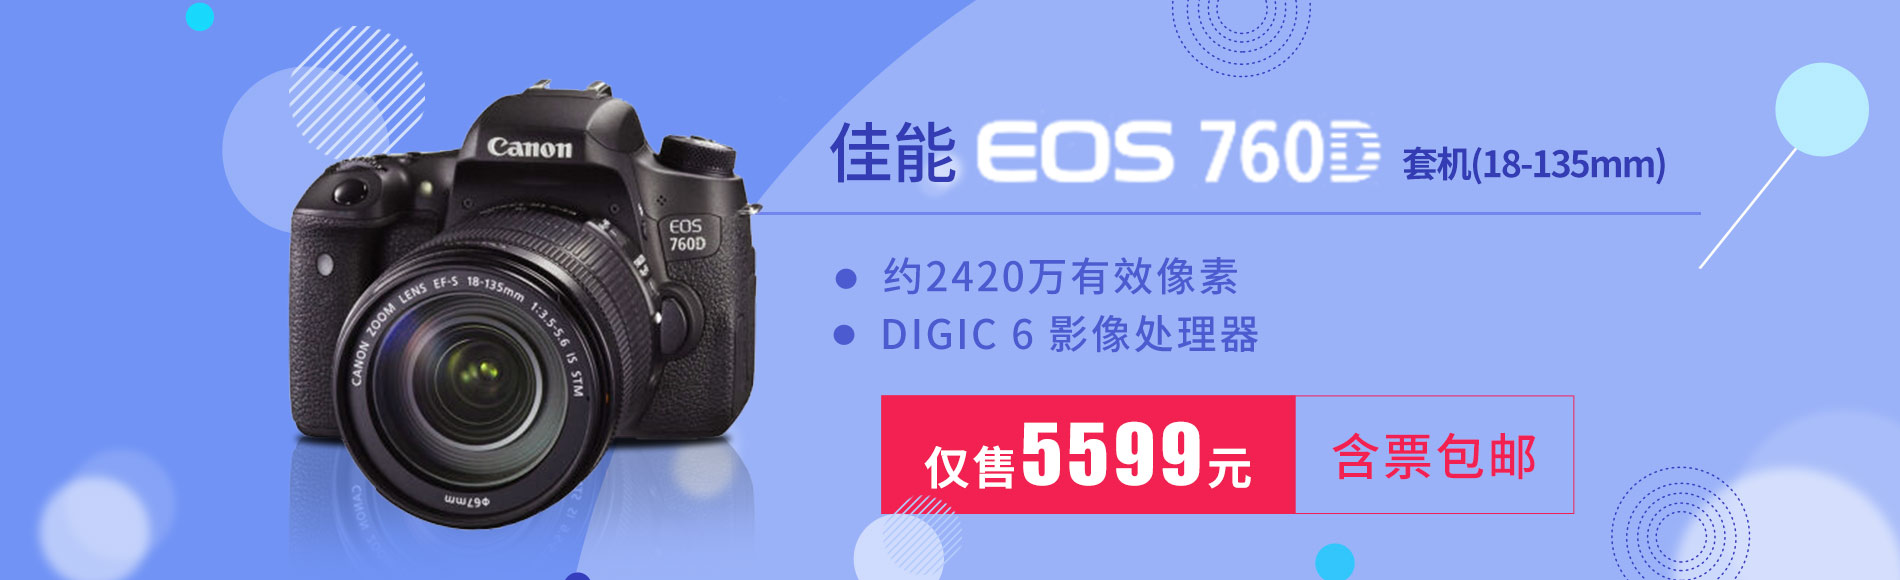 Canon
EOS
760D
CANON ZOOM LENS EF-S 18-135mm 1:3.5-5.6 IS STM
Φ67mm
佳能 EOS 760D 套机(18-135mm)
约2420万有效像素
DIGIC 6 影像处理器
仅售5599元
含票包邮